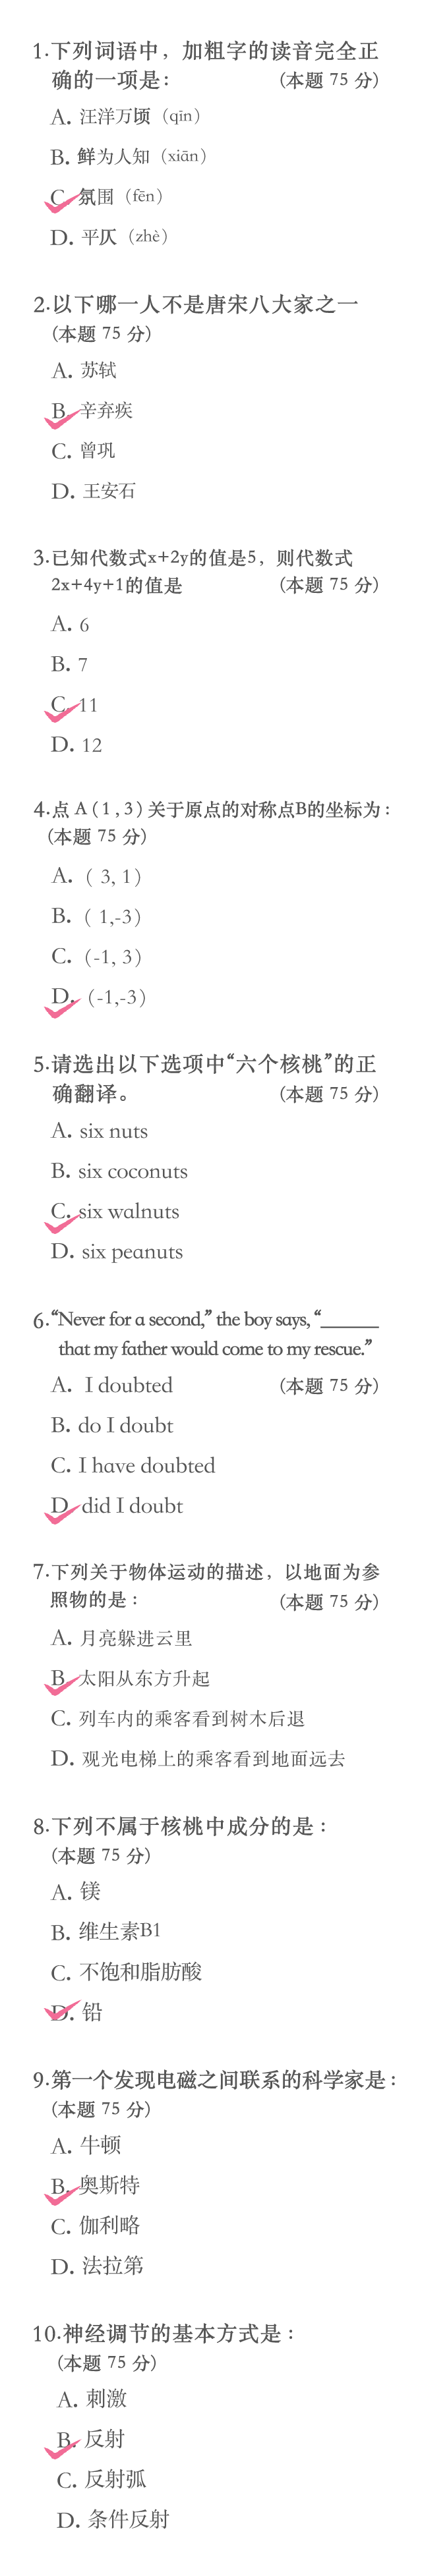 1.下列词语中，加粗字的读音完全正
确的一项是：
(本题 75 分)
A. 汪洋万顷（qīn）
B. 鲜为人知（xiān）
C. 氛围（fēn）
D. 平仄（zhè）
2.以下哪一人不是唐宋八大家之一
(本题 75 分)
A. 苏轼
B. 辛弃疾
C. 曾巩
D. 王安石
3.已知代数式x+2y的值是5，则代数式
2x+4y+1的值是
(本题 75 分)
A. 6
B. 7
C. 11
D. 12
4.点 A ( 1 , 3 ) 关于原点的对称点B的坐标为：
(本题 75 分)
A. ( 3, 1 )
B. ( 1,-3 )
C. (-1, 3 )
D. (-1,-3 )
5.请选出以下选项中“六个核桃”的正
确翻译。
(本题 75 分)
A. six nuts
B. six coconuts
C. six walnuts
D. six peanuts
6.“Never for a second,” the boy says, “______
that my father would come to my rescue.”
A. I doubted
(本题 75 分)
B. do I doubt
C. I have doubted
D. did I doubt
7.下列关于物体运动的描述，以地面为参
照物的是：
(本题 75 分)
A. 月亮躲进云里
B. 太阳从东方升起
C. 列车内的乘客看到树木后退
D. 观光电梯上的乘客看到地面远去
8.下列不属于核桃中成分的是：
(本题 75 分)
A. 镁
B. 维生素B1
C. 不饱和脂肪酸
D. 铅
9.第一个发现电磁之间联系的科学家是：
(本题 75 分)
A. 牛顿
B. 奥斯特
C. 伽利略
D. 法拉第
10.神经调节的基本方式是：
(本题 75 分)
A. 刺激
B. 反射
C. 反射弧
D. 条件反射